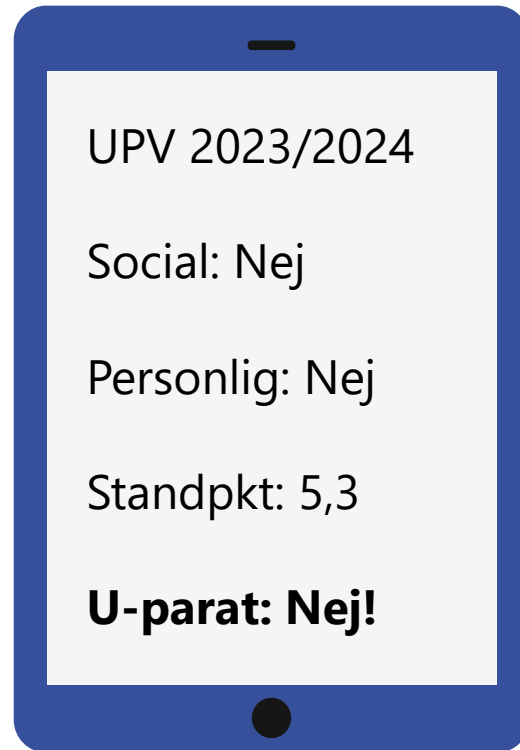 UPV 2023/2024
Social: Nej
Personlig: Nej
Standpkt: 5,3
U-parat: Nej!